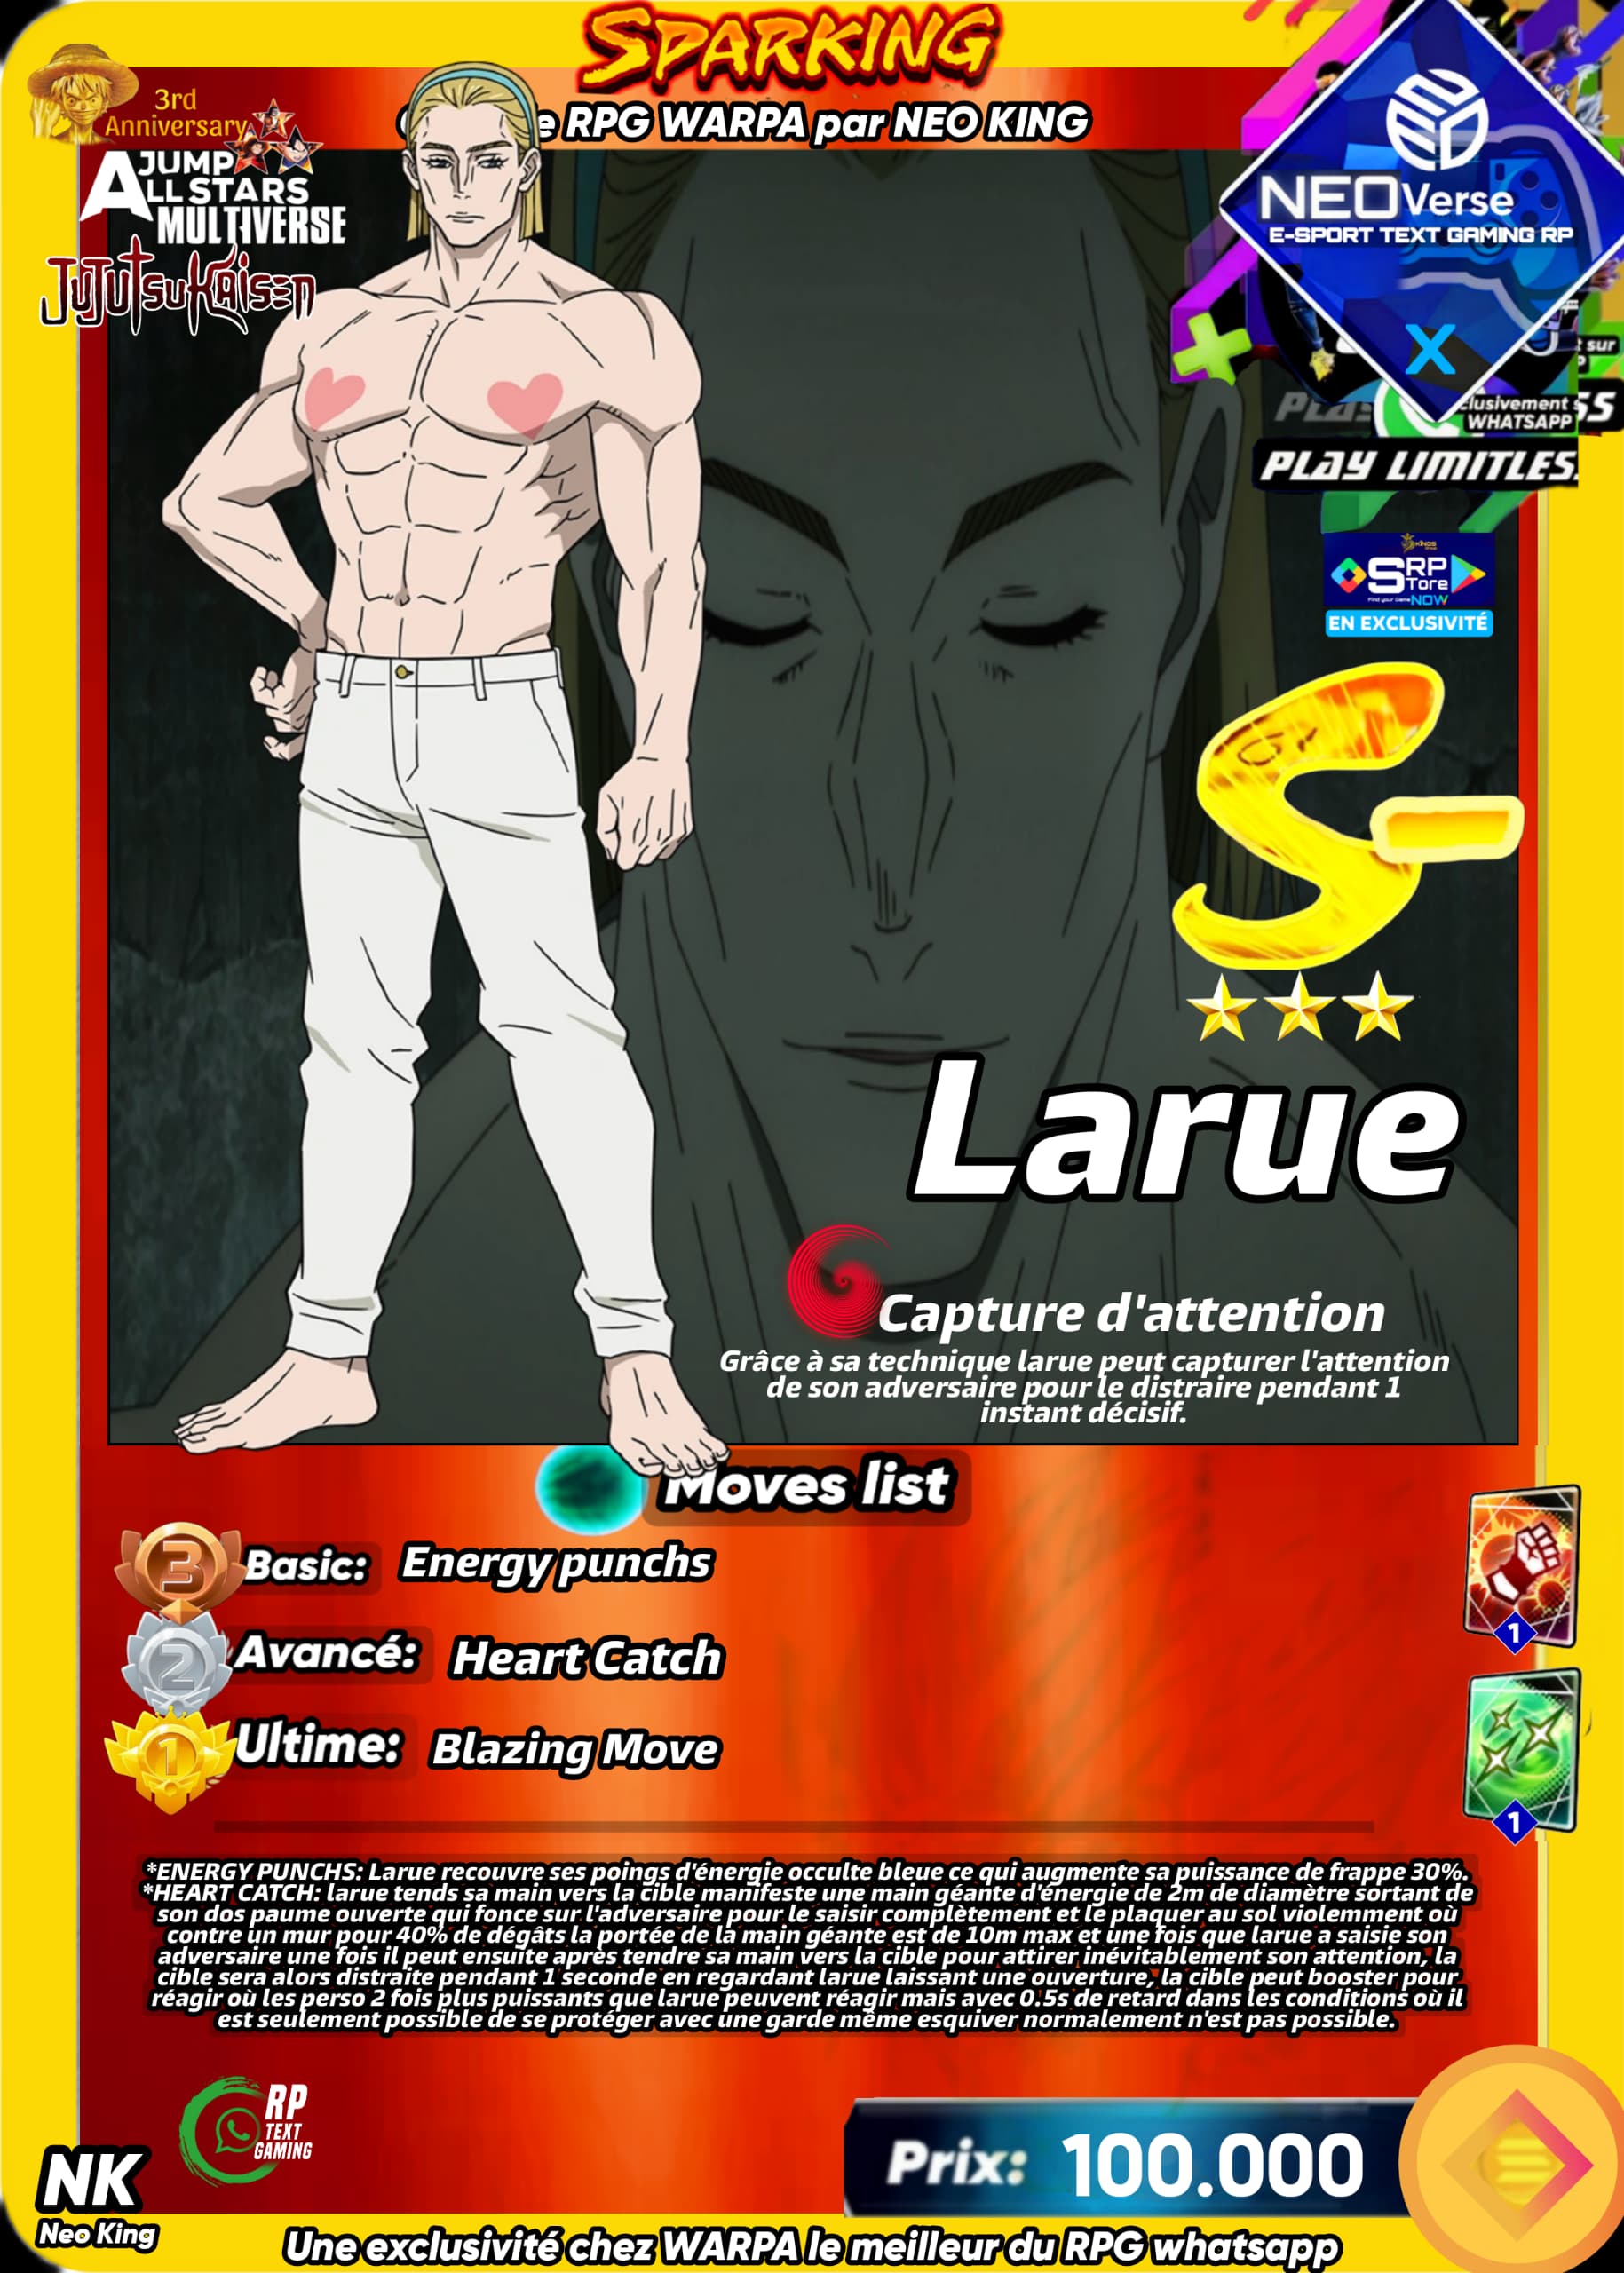 SPARKING
e RPG WARPA par NEO KING
3rd
Anniversary
JUMP
ALL STARS
MULTIVERSE
JuJutsuKaisen
NEOVerse
E-SPORT TEXT GAMING RP
X
sur
clusivement
WHATSAPP
PLAY LIMITLES
KINGS
SRP
Tore
Find your Game NOW
EN EXCLUSIVITÉ
S-
Larue
Capture d'attention
Grâce à sa technique larue peut capturer l'attention
de son adversaire pour le distraire pendant 1
instant décisif.
Moves list
3 Basic: Energy punchs
2 Avancé: Heart Catch
1 Ultime: Blazing Move
1
1
*ENERGY PUNCHS: Larue recouvre ses poings d'énergie occulte bleue ce qui augmente sa puissance de frappe 30%.
*HEART CATCH: larue tends sa main vers la cible manifeste une main géante d'énergie de 2m de diamètre sortant de
son dos paume ouverte qui fonce sur l'adversaire pour le saisir complètement et le plaquer au sol violemment où
contre un mur pour 40% de dégâts la portée de la main géante est de 10m max et une fois que larue a saisie son
adversaire une fois il peut ensuite après tendre sa main vers la cible pour attirer inévitablement son attention, la
cible sera alors distraite pendant 1 seconde en regardant larue laissant une ouverture, la cible peut booster pour
réagir où les perso 2 fois plus puissants que larue peuvent réagir mais avec 0.5s de retard dans les conditions où il
est seulement possible de se protéger avec une garde même esquiver normalement n'est pas possible.
RP
TEXT
GAMING
Prix: 100.000
NK
Neo King
Une exclusivité chez WARPA le meilleur du RPG whatsapp